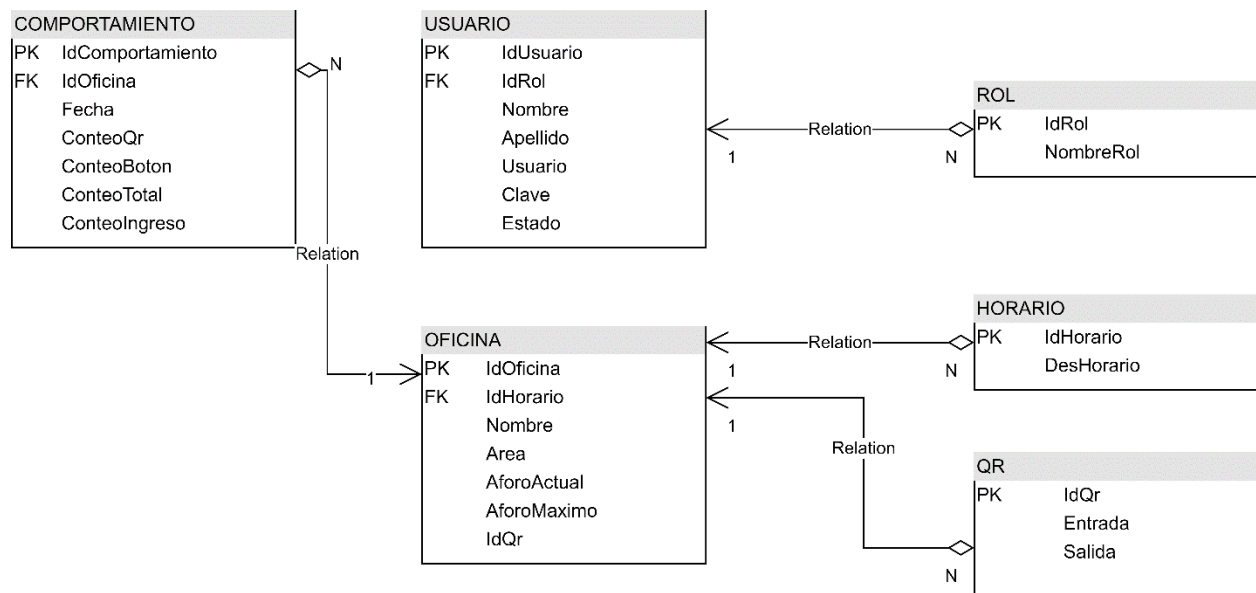 COMPORTAMIENTO
PK IdComportamiento
FK IdOficina
Fecha
ConteoQr
ConteoBoton
ConteoTotal
ConteoIngreso
N
Relation
1
USUARIO
PK IdUsuario
FK IdRol
Nombre
Apellido
Usuario
Clave
Estado
1
Relation
N
ROL
PK IdRol
NombreRol
OFICINA
PK IdOficina
FK IdHorario
Nombre
Area
AforoActual
AforoMaximo
IdQr
1
Relation
N
HORARIO
PK IdHorario
DesHorario
1
Relation
N
QR
PK IdQr
Entrada
Salida